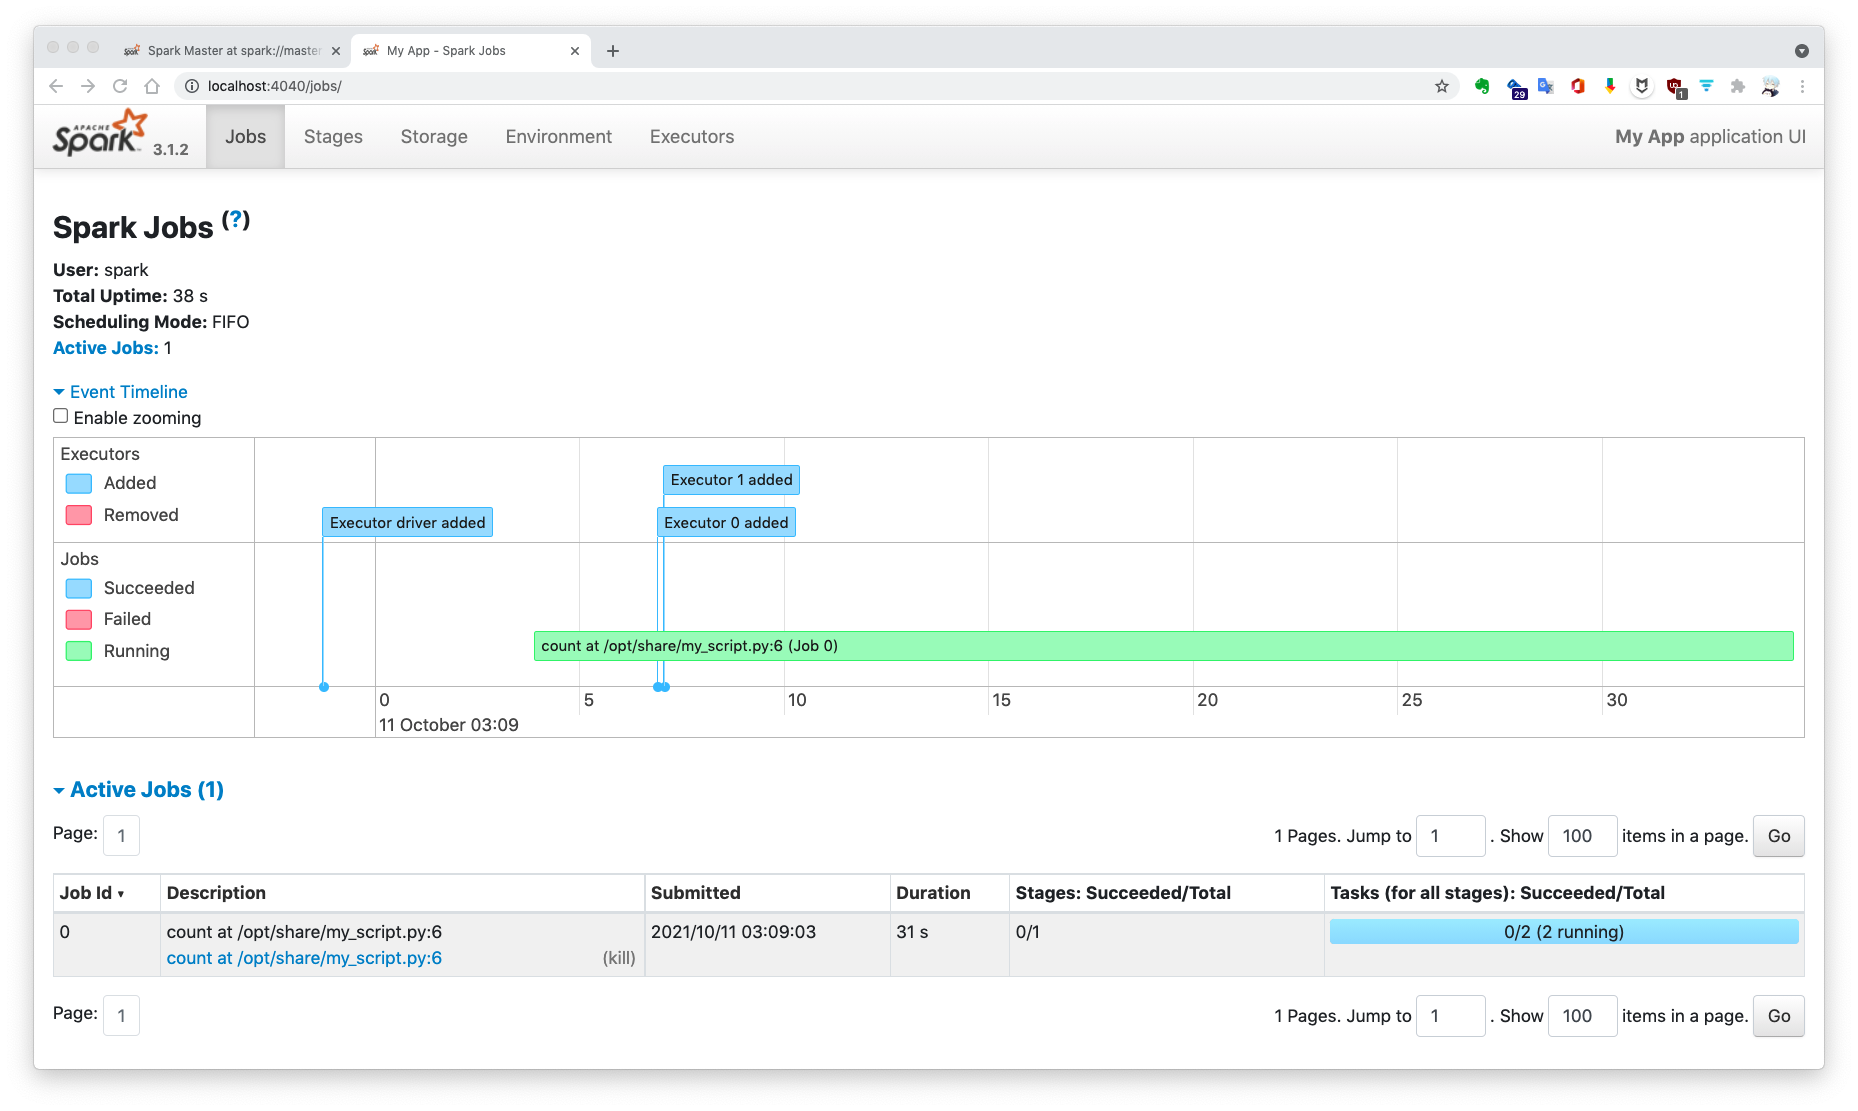 Spark Master at spark://master
My App - Spark Jobs
localhost:4040/jobs/
29
1
APACHE
Spark 3.1.2
Jobs Stages Storage Environment Executors
My App application UI
Spark Jobs (?)
User: spark
Total Uptime: 38 s
Scheduling Mode: FIFO
Active Jobs: 1
Event Timeline
Enable zooming
Executors
Added
Removed
Executor 1 added
Executor driver added
Executor 0 added
Jobs
Succeeded
Failed
Running
count at /opt/share/my_script.py:6 (Job 0)
0 5 10 15 20 25 30
11 October 03:09
Active Jobs (1)
Page: 1
1 Pages. Jump to 1 . Show 100 items in a page. Go
Job Id ▾ Description Submitted Duration Stages: Succeeded/Total Tasks (for all stages): Succeeded/Total
0 count at /opt/share/my_script.py:6 2021/10/11 03:09:03 31 s 0/1 0/2 (2 running)
count at /opt/share/my_script.py:6 (kill)
Page: 1
1 Pages. Jump to 1 . Show 100 items in a page. Go